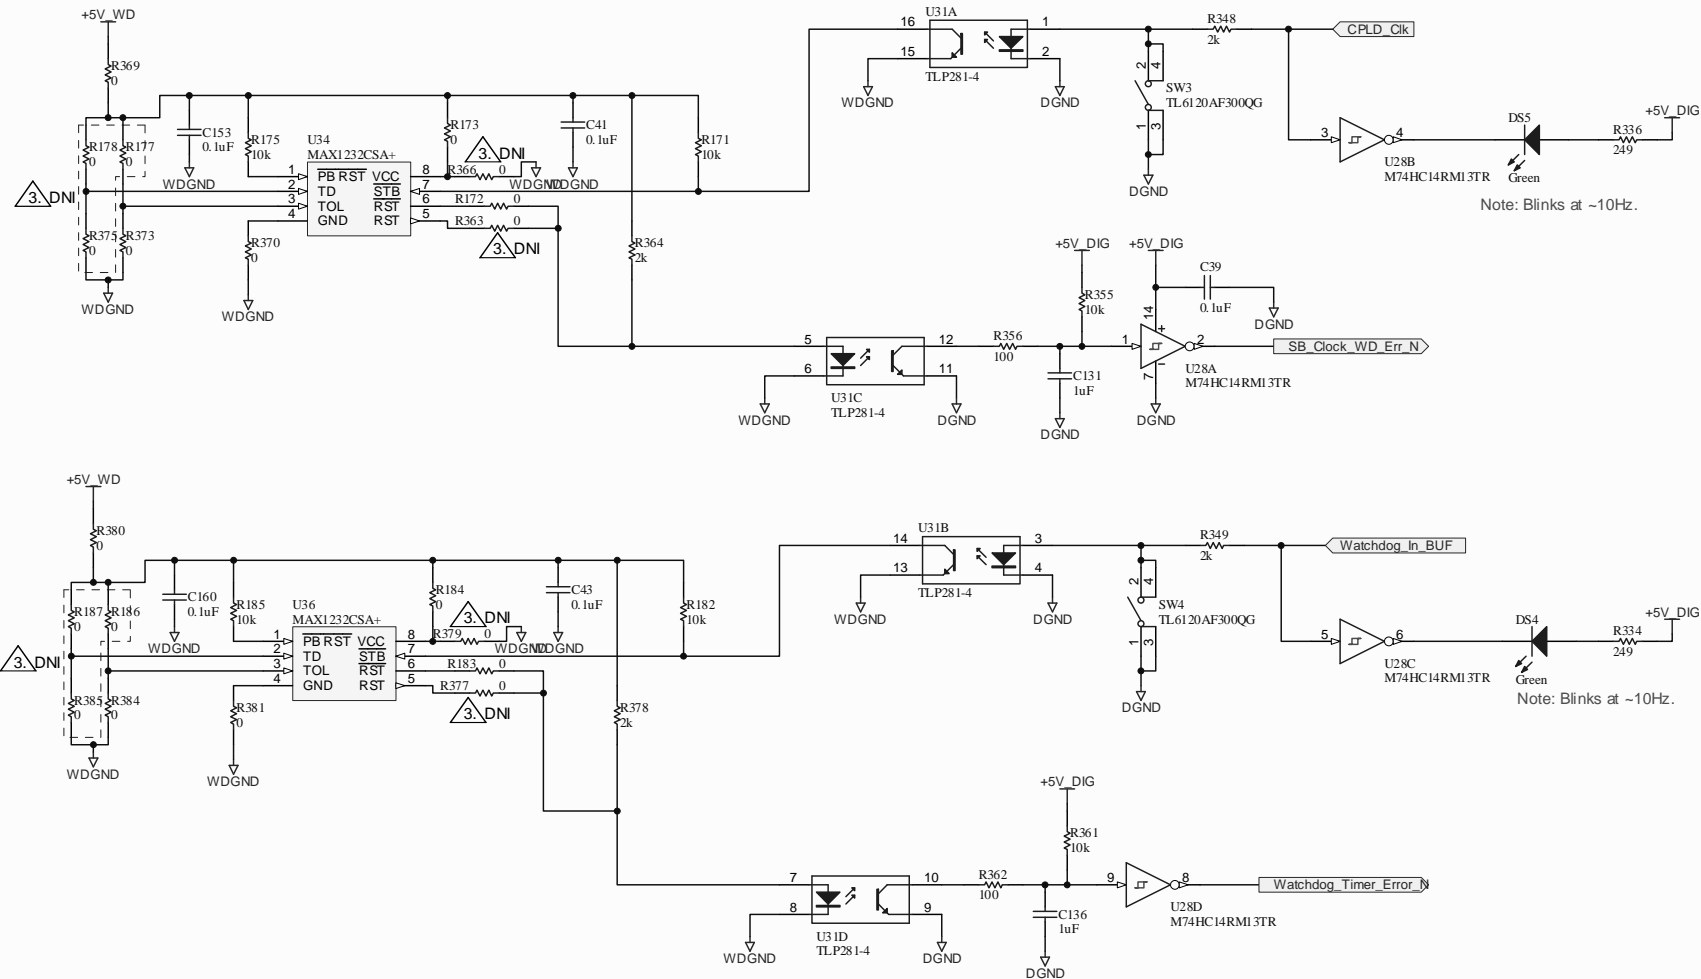 +5V_WD
R369
0
R178
0
R177
0
3. DNI
R375
0
R373
0
WDGND
C153
0.1uF
WDGND
R175
10k
U34
MAX1232CSA+
1 PB RST VCC 8
2 TD STB 7
3 TOL RST 6
4 GND RST 5
R370
0
WDGND
R173
0
3. DNI
R366 0
WDGND
R172 0
R363 0
3. DNI
C41
0.1uF
WDGND
R171
10k
R364
2k
U31A
16 1
15 2
TLP281-4
WDGND
DGND
R348
2k
CPLD_Clk
2 4
SW3
TL6120AF300QG
1 3
DGND
3 4
U28B
M74HC14RM13TR
DS5
Green
R336
249
+5V_DIG
Note: Blinks at ~10Hz.
5 12
6 11
U31C
TLP281-4
WDGND
DGND
R356
100
+5V_DIG
R355
10k
C131
1uF
DGND
+5V_DIG
C39
0.1uF
DGND
14
1 2
7
U28A
M74HC14RM13TR
DGND
SB_Clock_WD_Err_N
+5V_WD
R380
0
R187
0
R186
0
3. DNI
R385
0
R384
0
WDGND
C160
0.1uF
WDGND
R185
10k
U36
MAX1232CSA+
1 PB RST VCC 8
2 TD STB 7
3 TOL RST 6
4 GND RST 5
R381
0
WDGND
R184
0
3. DNI
R379 0
WDGND
R183 0
R377 0
3. DNI
C43
0.1uF
WDGND
R182
10k
R378
2k
U31B
14 3
13 4
TLP281-4
WDGND
DGND
R349
2k
Watchdog_In_BUF
2 4
SW4
TL6120AF300QG
1 3
DGND
5 6
U28C
M74HC14RM13TR
DS4
Green
R334
249
+5V_DIG
Note: Blinks at ~10Hz.
7 10
8 9
U31D
TLP281-4
WDGND
DGND
R362
100
+5V_DIG
R361
10k
C136
1uF
DGND
9 8
U28D
M74HC14RM13TR
Watchdog_Timer_Error_N